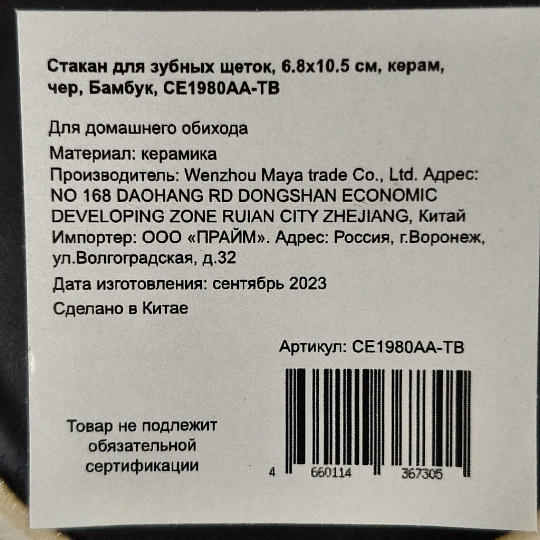 Стакан для зубных щеток, 6.8х10.5 см, керам,
чер, Бамбук, CE1980AA-TB
Для домашнего обихода
Материал: керамика
Производитель: Wenzhou Maya trade Co., Ltd. Адрес:
NO 168 DAOHANG RD DONGSHAN ECONOMIC
DEVELOPING ZONE RUIAN CITY ZHEJIANG, Китай
Импортер: ООО «ПРАЙМ». Адрес: Россия, г.Воронеж,
ул.Волгоградская, д.32
Дата изготовления: сентябрь 2023
Сделано в Китае
Артикул: CE1980AA-TB
Товар не подлежит
обязательной
сертификации
4 660114 367305